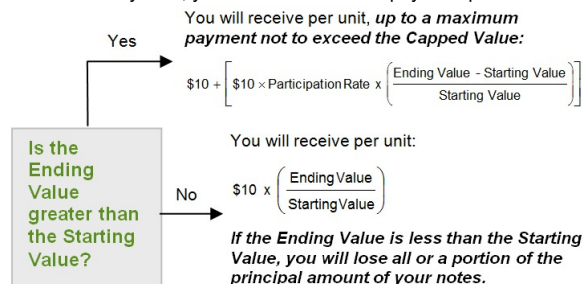 You will receive per unit, up to a maximum
Yes
payment not to exceed the Capped Value:
$10 + [ $10 × Participation Rate x ( Ending Value - Starting Value / Starting Value ) ]
Is the
Ending
Value
greater than
the Starting
Value?
No
You will receive per unit:
$10 x ( Ending Value / Starting Value )
If the Ending Value is less than the Starting
Value, you will lose all or a portion of the
principal amount of your notes.